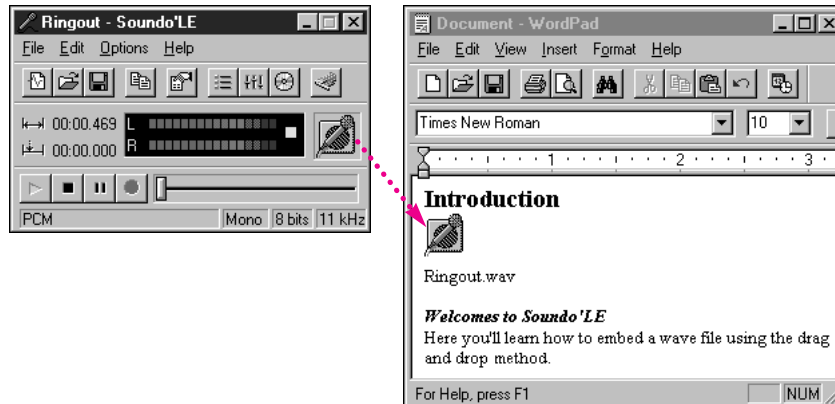 Ringout - Soundo'LE
File Edit Options Help
00:00.469 L
00:00.000 R
PCM Mono 8 bits 11 kHz
Document - WordPad
File Edit View Insert Format Help
Times New Roman 10
1 2 3
Introduction
Ringout.wav
Welcomes to Soundo'LE
Here you'll learn how to embed a wave file using the drag
and drop method.
For Help, press F1 NUM